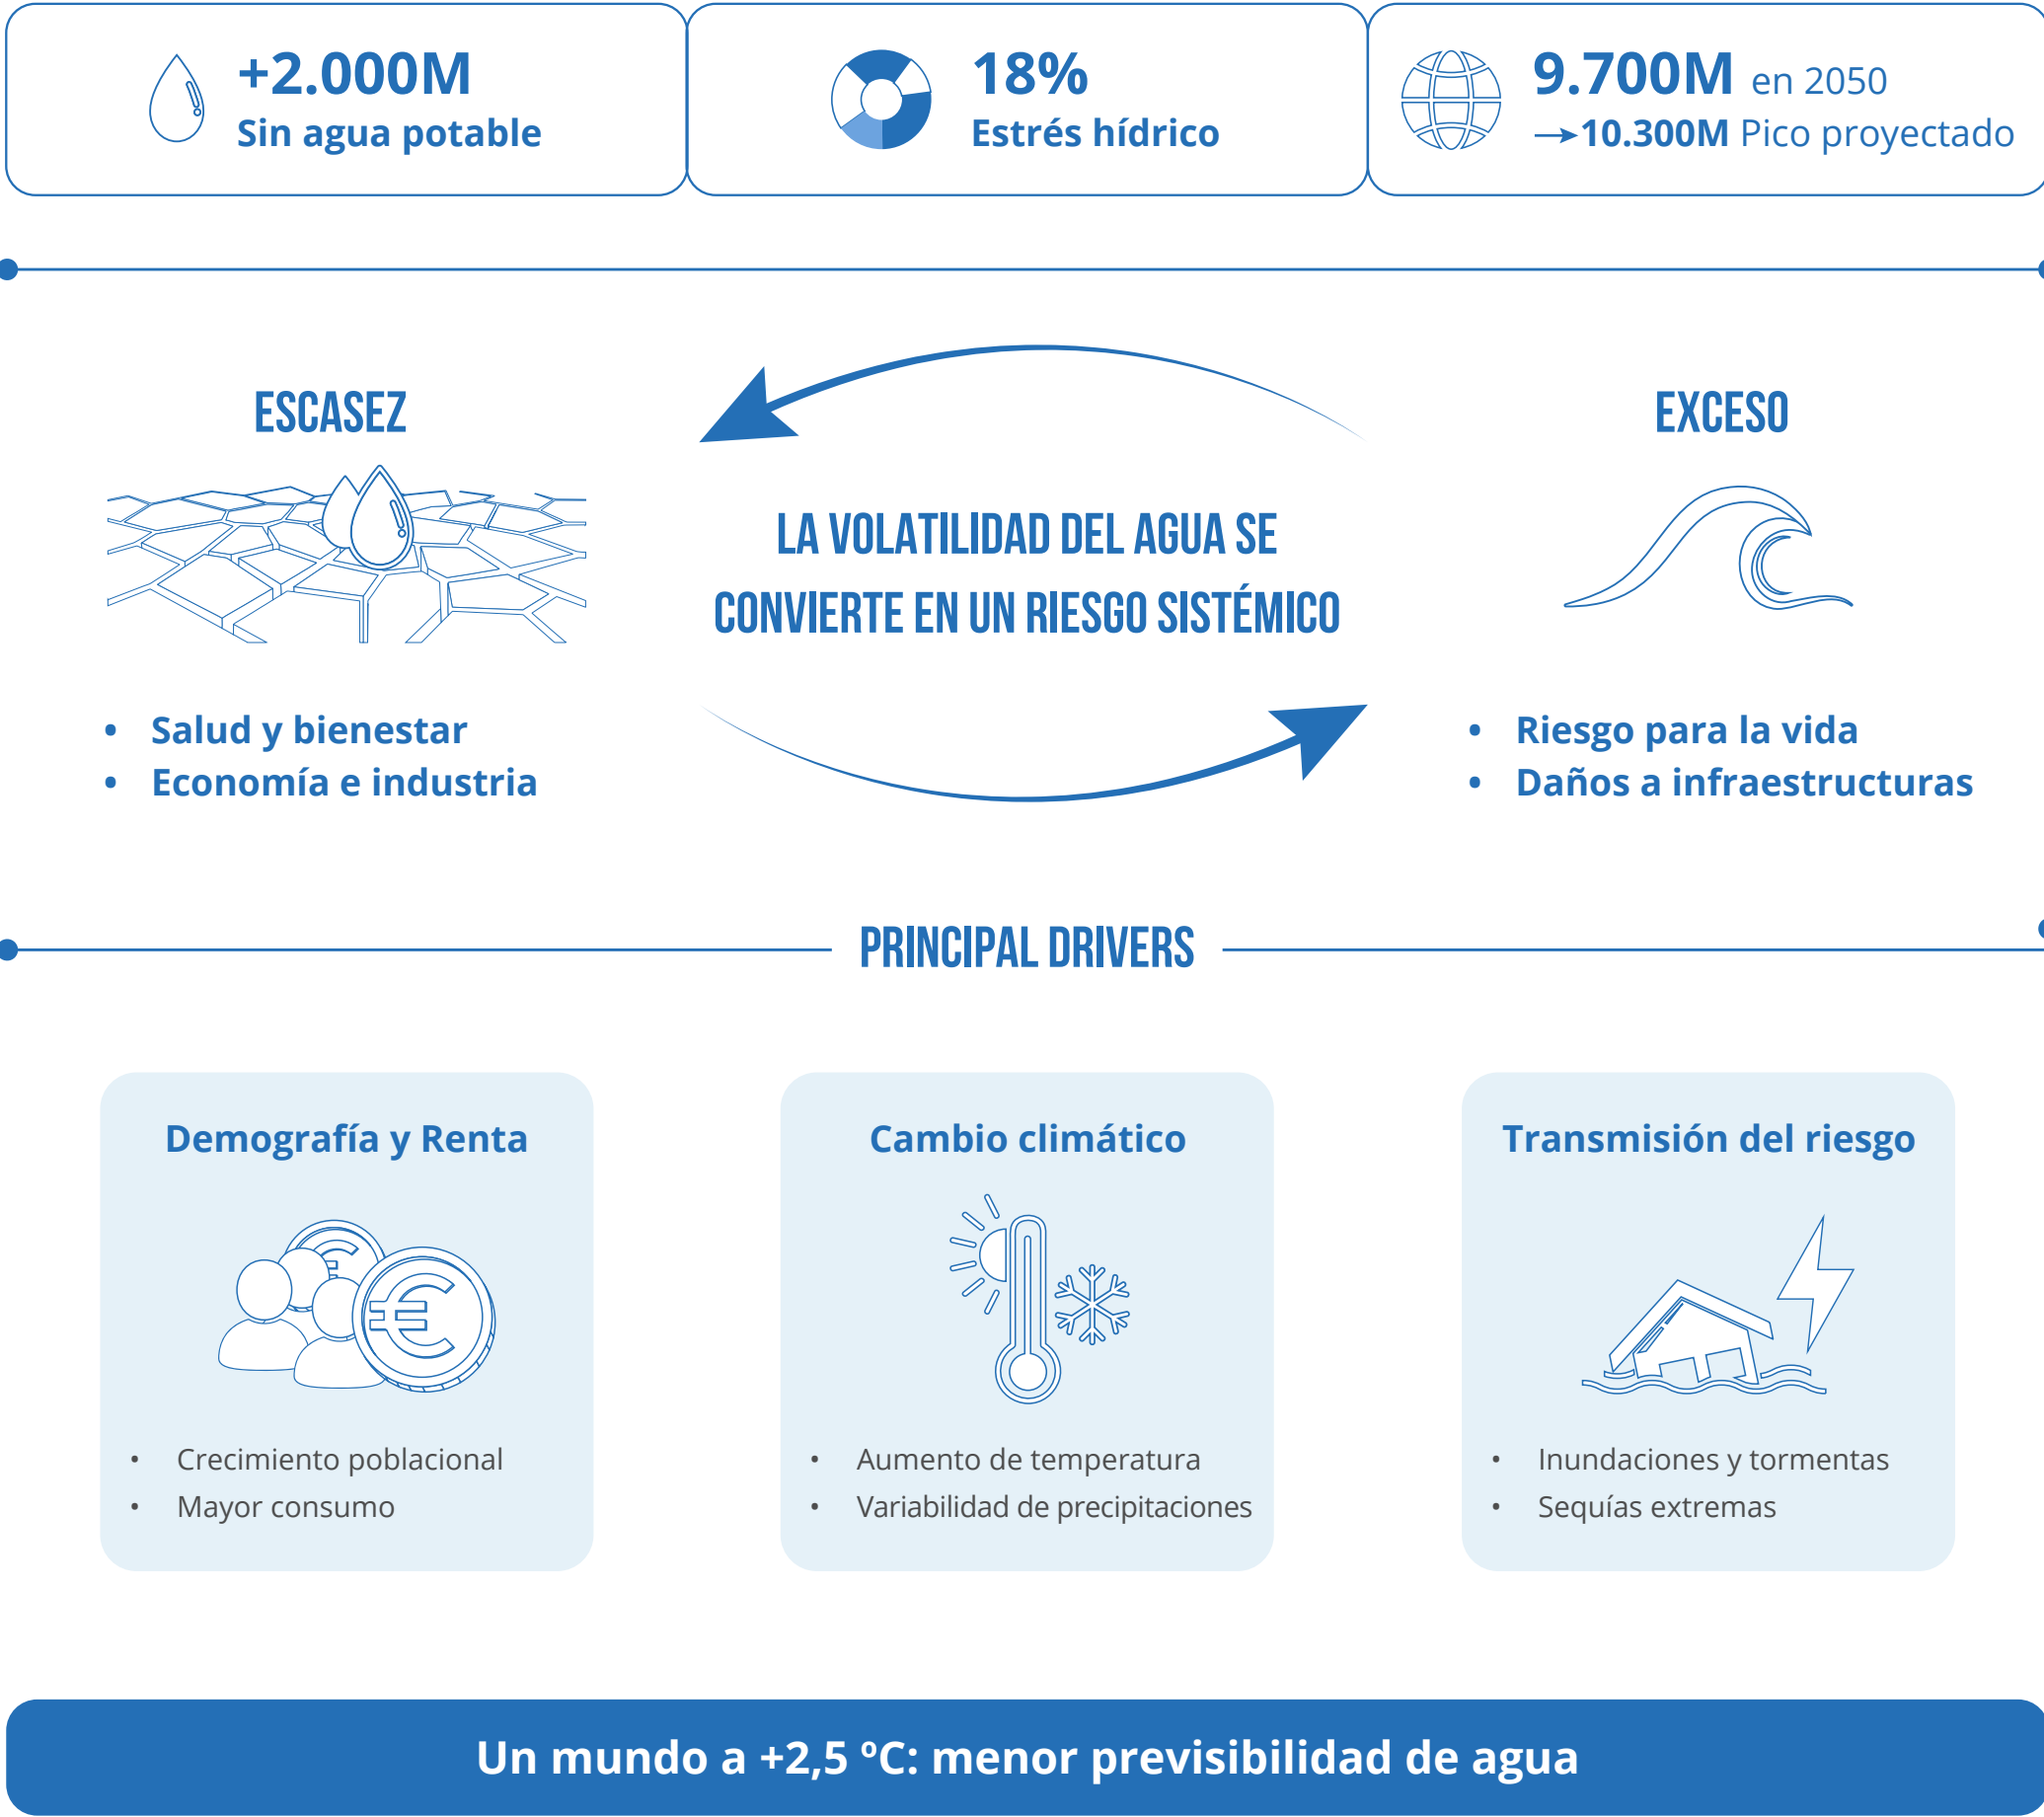 +2.000M
Sin agua potable
18%
Estrés hídrico
9.700M en 2050
→10.300M Pico proyectado
ESCASEZ
EXCESO
LA VOLATILIDAD DEL AGUA SE
CONVIERTE EN UN RIESGO SISTÉMICO
• Salud y bienestar
• Economía e industria
• Riesgo para la vida
• Daños a infraestructuras
PRINCIPAL DRIVERS
Demografía y Renta
€
€
• Crecimiento poblacional
• Mayor consumo
Cambio climático
• Aumento de temperatura
• Variabilidad de precipitaciones
Transmisión del riesgo
• Inundaciones y tormentas
• Sequías extremas
Un mundo a +2,5 ºC: menor previsibilidad de agua